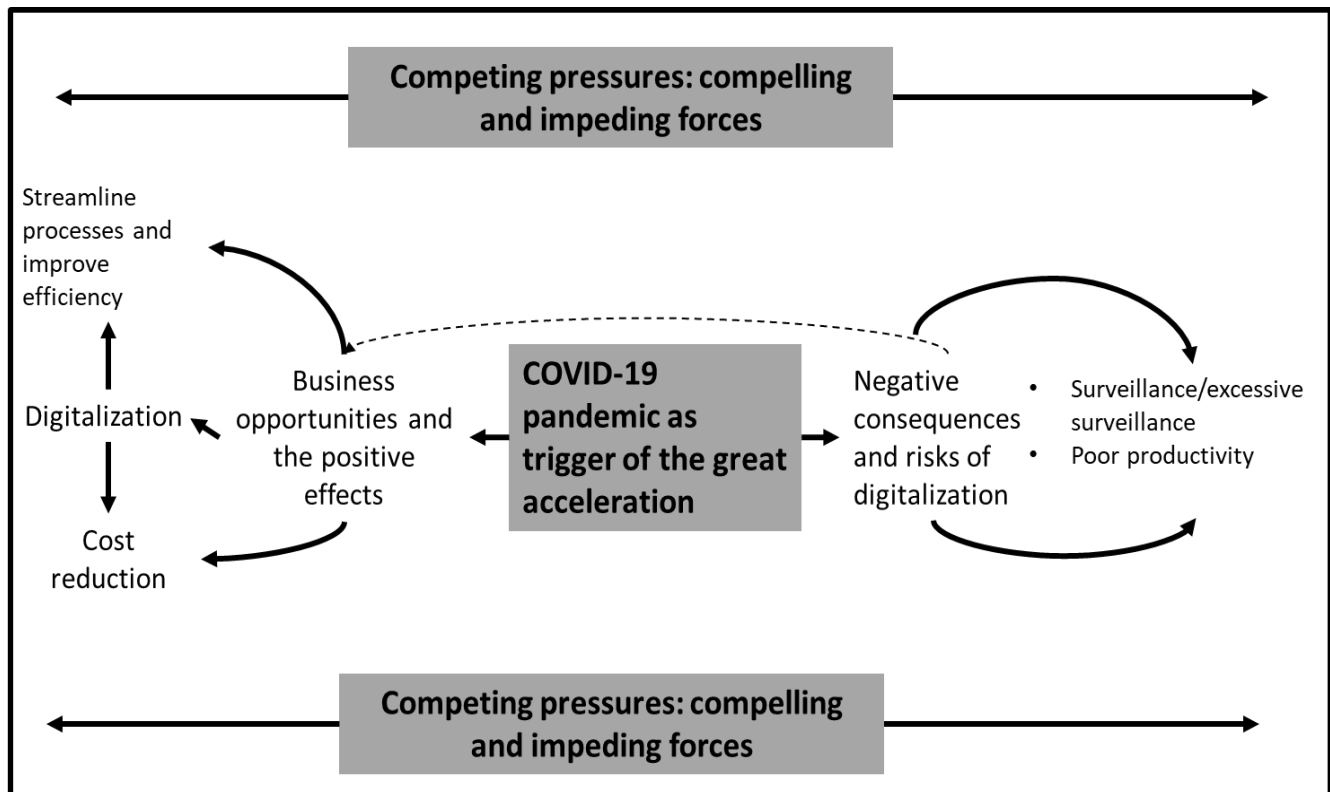 Competing pressures: compelling
and impeding forces
Streamline
processes and
improve
efficiency
Digitalization
Cost
reduction
Business
opportunities and
the positive
effects
COVID-19
pandemic as
trigger of the great
acceleration
Negative
consequences
and risks of
digitalization
• Surveillance/excessive
surveillance
• Poor productivity
Competing pressures: compelling
and impeding forces